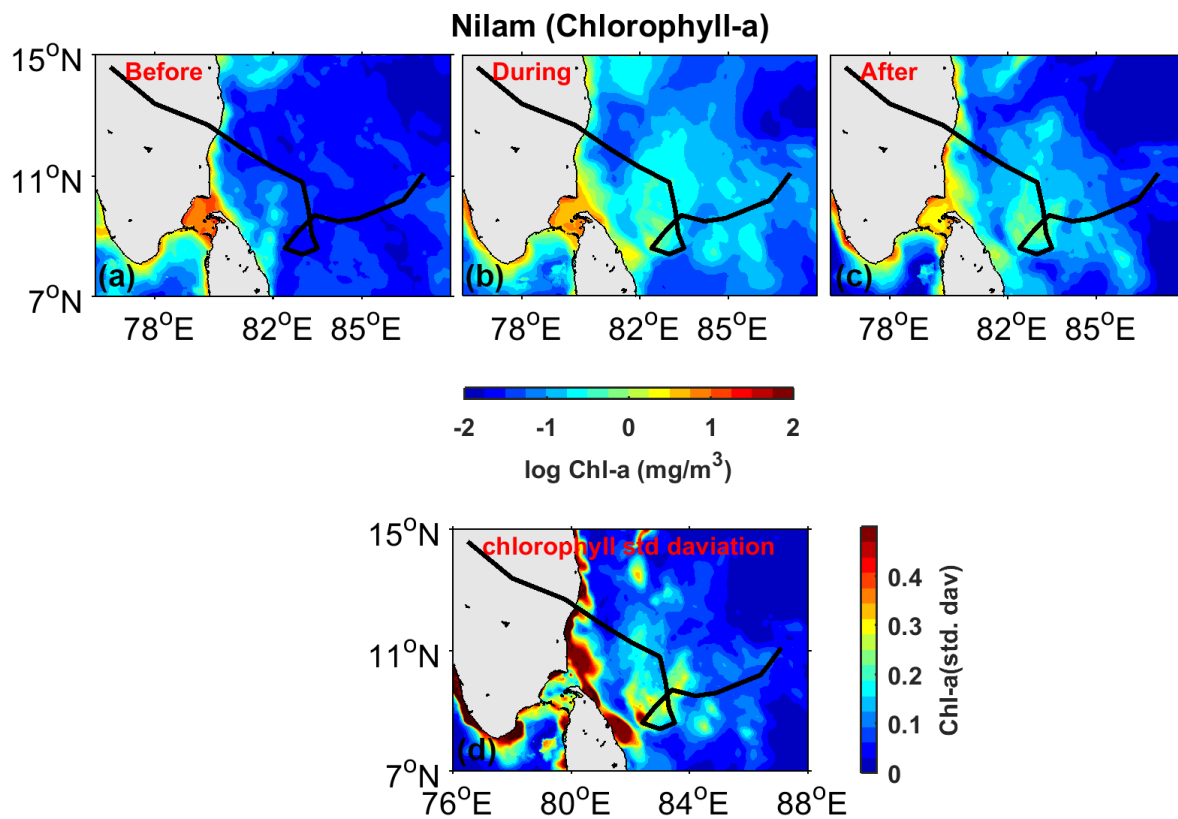 Nilam (Chlorophyll-a)
15°N
11°N
7°N
Before
(a)
78°E 82°E 85°E
During
(b)
78°E 82°E 85°E
After
(c)
78°E 82°E 85°E
-2 -1 0 1 2
log Chl-a (mg/m³)
15°N
11°N
7°N
chlorophyll std daviation
(d)
76°E 80°E 84°E 88°E
0.4
0.3
0.2
0.1
0
Chl-a(std. dav)